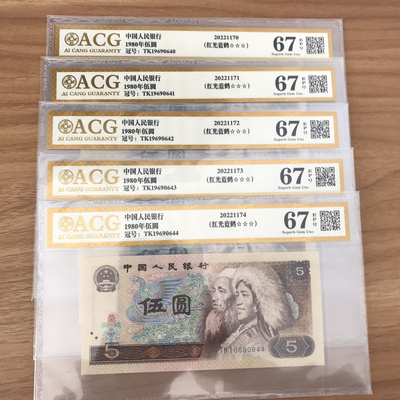 ACG
AI CANG GUARANTY
中国人民银行
1980年伍圆
冠号：TK19690640
20221170
(红光蓝鹤☆☆☆)
67 EPQ
Superb Gem Unc
ACG
AI CANG GUARANTY
中国人民银行
1980年伍圆
冠号：TK19690641
20221171
(红光蓝鹤☆☆☆)
67 EPQ
Superb Gem Unc
ACG
AI CANG GUARANTY
中国人民银行
1980年伍圆
冠号：TK19690642
20221172
(红光蓝鹤☆☆☆)
67 EPQ
Superb Gem Unc
ACG
AI CANG GUARANTY
中国人民银行
1980年伍圆
冠号：TK19690643
20221173
(红光蓝鹤☆☆☆)
67 EPQ
Superb Gem Unc
ACG
AI CANG GUARANTY
中国人民银行
1980年伍圆
冠号：TK19690644
20221174
(红光蓝鹤☆☆☆)
67 EPQ
Superb Gem Unc
中国人民银行
5
伍圆
TK19690644
5
5